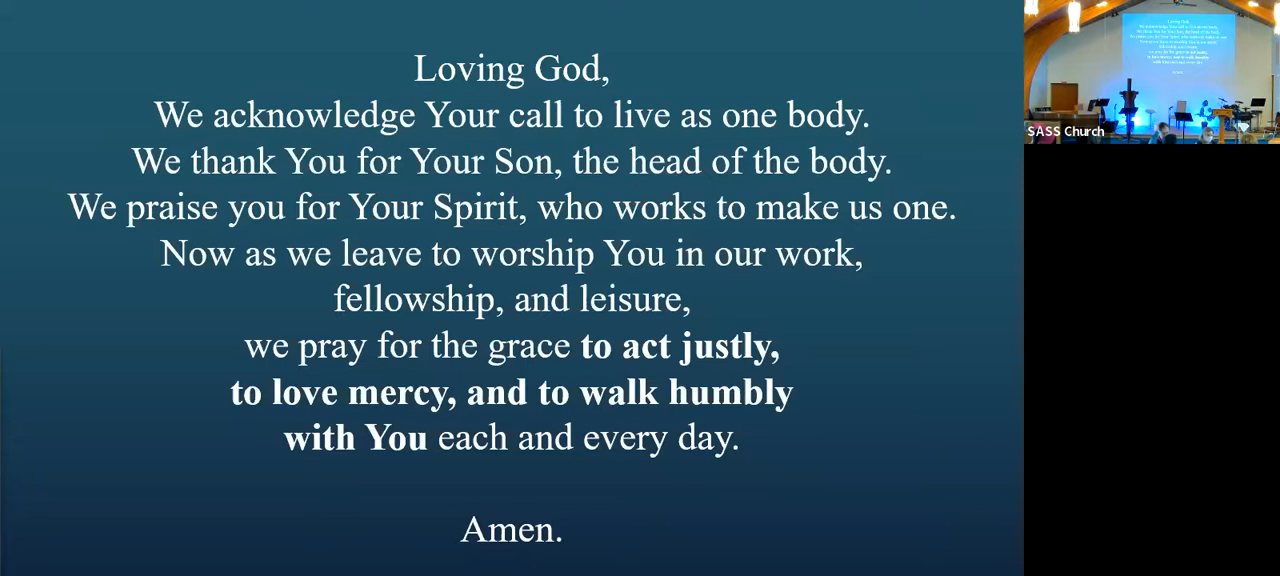 Loving God,
We acknowledge Your call to live as one body.
We thank You for Your Son, the head of the body.
We praise you for Your Spirit, who works to make us one.
Now as we leave to worship You in our work,
fellowship, and leisure,
we pray for the grace to act justly,
to love mercy, and to walk humbly
with You each and every day.
Amen.
SASS Church